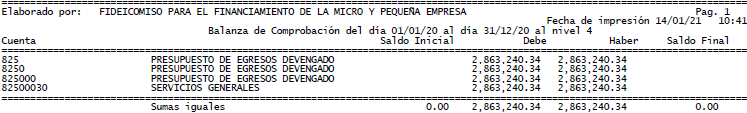 Elaborado por: FIDEICOMISO PARA EL FINANCIAMIENTO DE LA MICRO Y PEQUEÑA EMPRESA Pag. 1
Fecha de impresión 14/01/21 10:41
Balanza de Comprobación del día 01/01/20 al día 31/12/20 al nivel 4
Cuenta Saldo Inicial Debe Haber Saldo Final
825 PRESUPUESTO DE EGRESOS DEVENGADO 2,863,240.34 2,863,240.34
8250 PRESUPUESTO DE EGRESOS DEVENGADO 2,863,240.34 2,863,240.34
825000 PRESUPUESTO DE EGRESOS DEVENGADO 2,863,240.34 2,863,240.34
82500030 SERVICIOS GENERALES 2,863,240.34 2,863,240.34
Sumas iguales 0.00 2,863,240.34 2,863,240.34 0.00